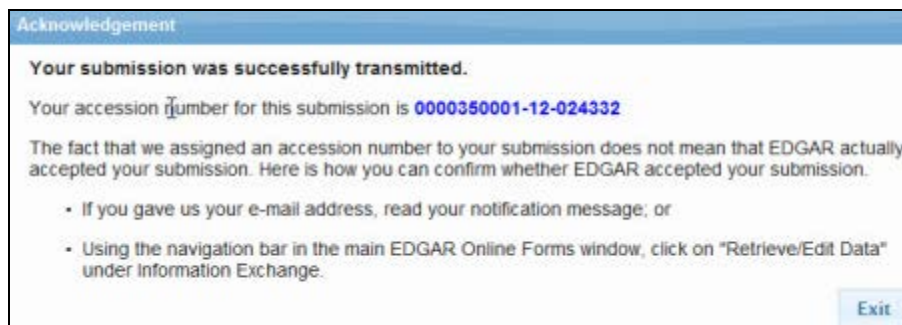 Acknowledgement
Your submission was successfully transmitted.
Your accession number for this submission is 0000350001-12-024332
The fact that we assigned an accession number to your submission does not mean that EDGAR actually
accepted your submission. Here is how you can confirm whether EDGAR accepted your submission.
• If you gave us your e-mail address, read your notification message; or
• Using the navigation bar in the main EDGAR Online Forms window, click on "Retrieve/Edit Data"
under Information Exchange.
Exit